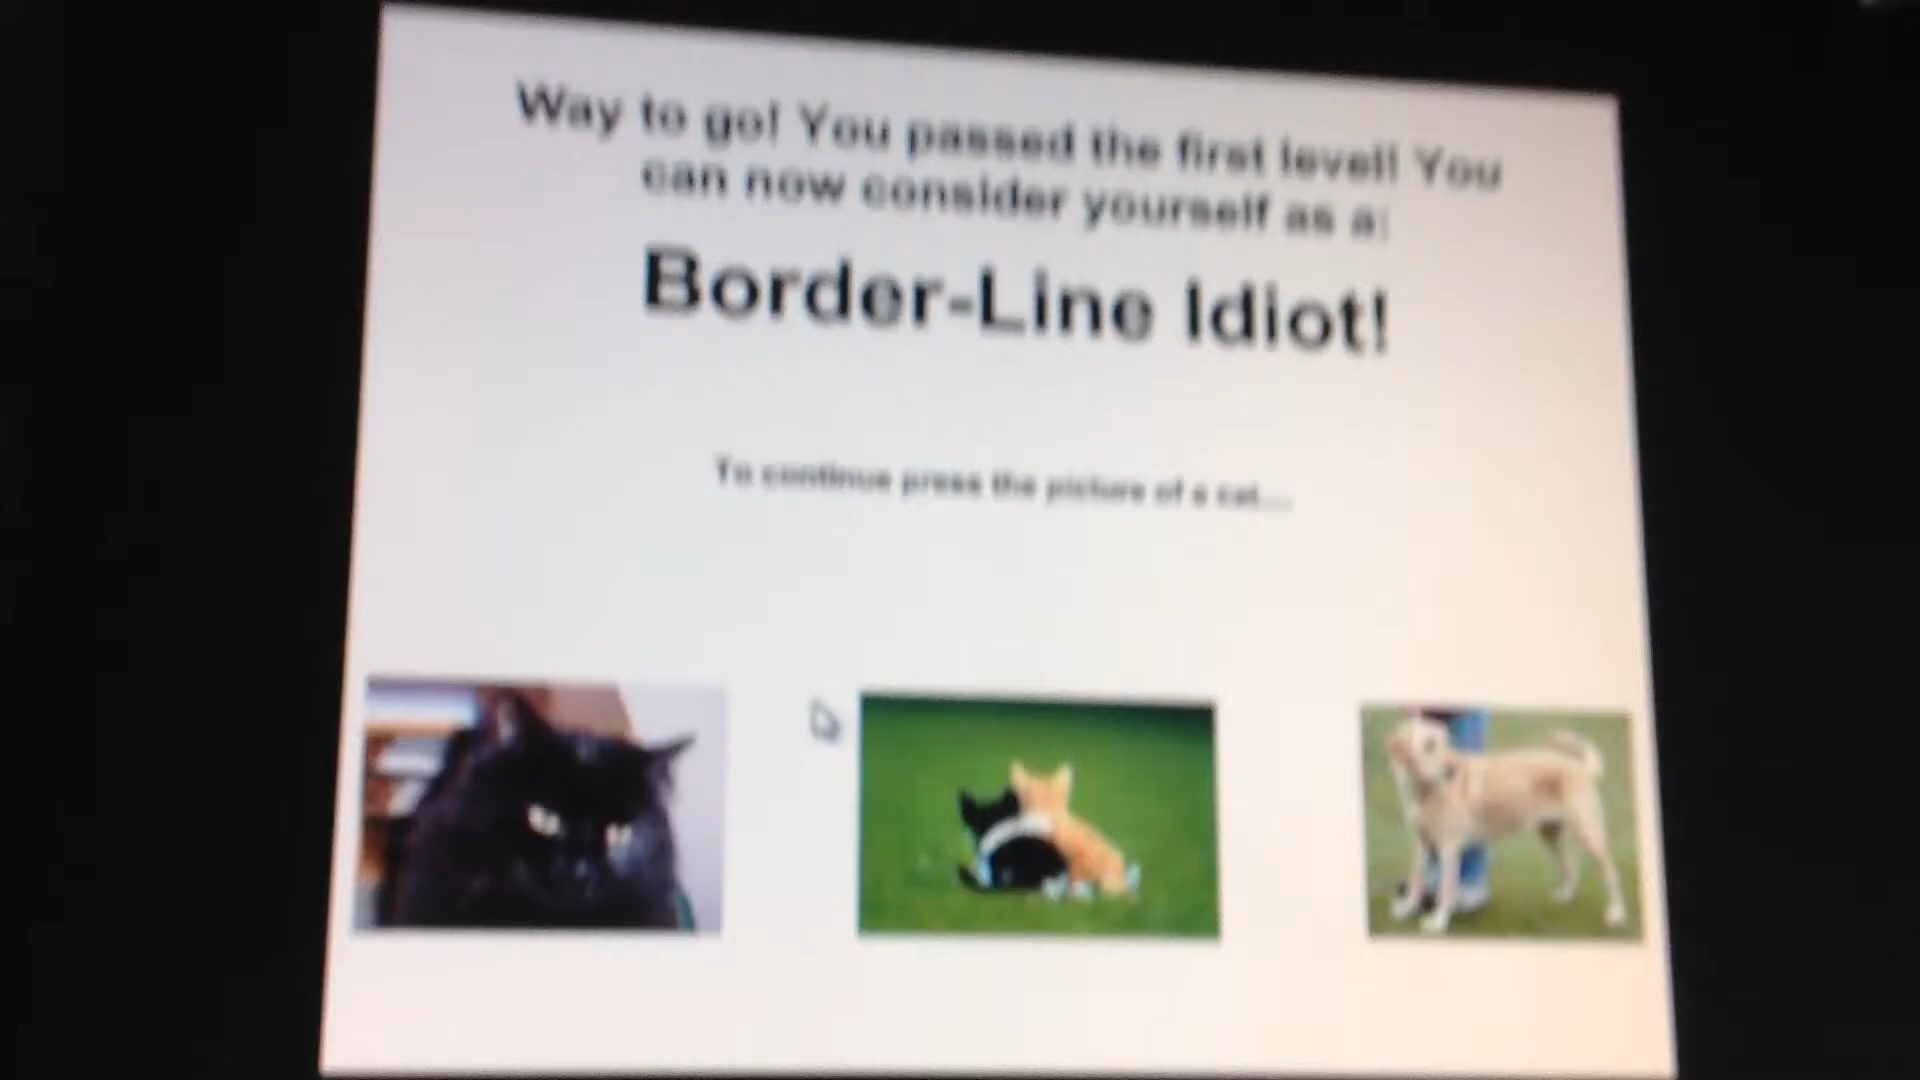 Way to go! You passed the first level! You
can now consider yourself as a:
Border-Line Idiot!
To continue press the picture of a cat....